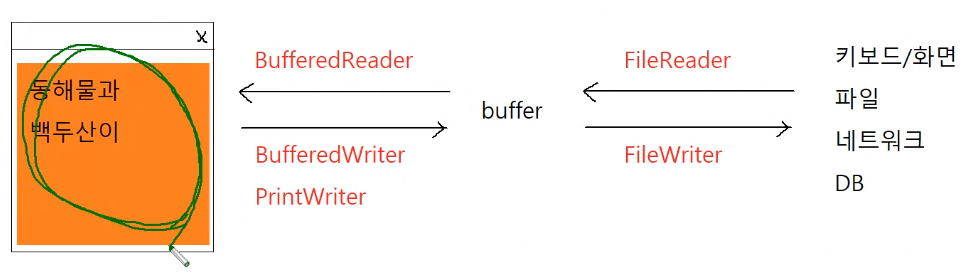 X
동해물과
백두산이
BufferedReader
buffer
BufferedWriter
PrintWriter
FileReader
FileWriter
키보드/화면
파일
네트워크
DB